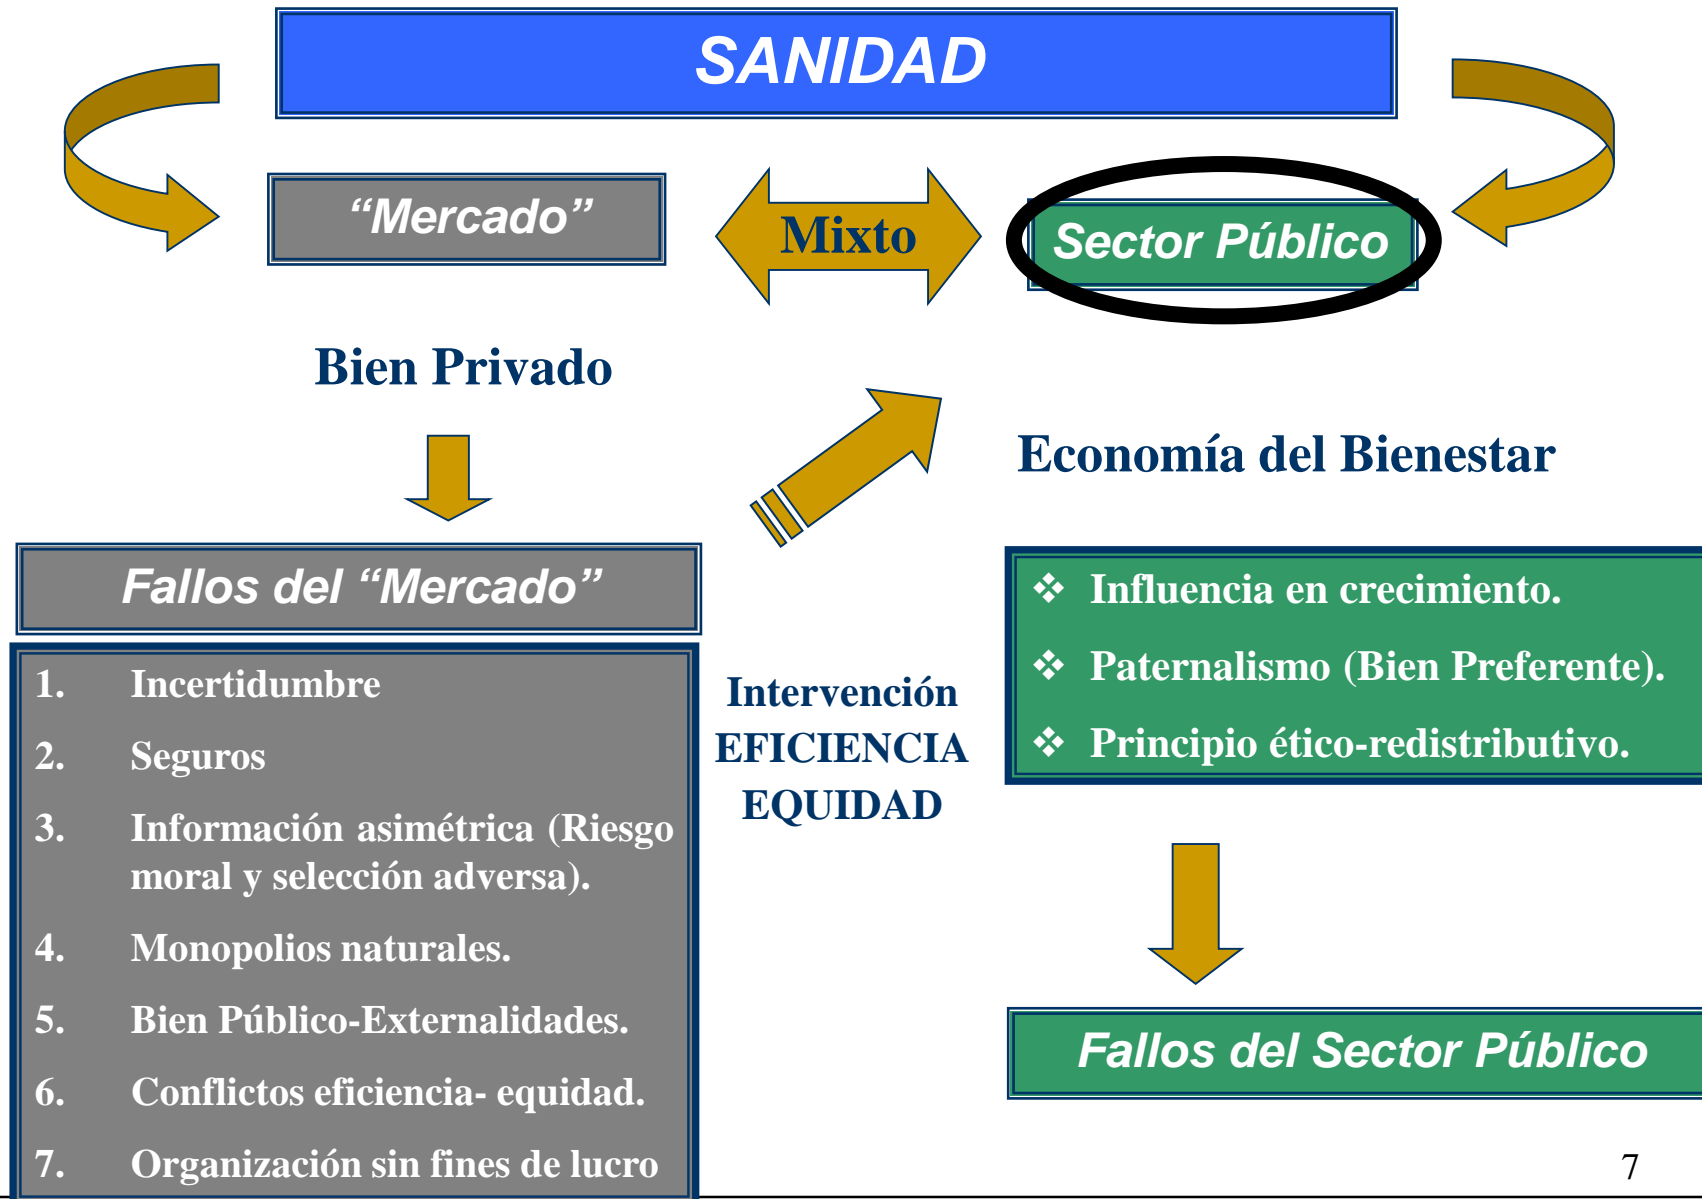 SANIDAD
“Mercado”
Mixto
Sector Público
Bien Privado
Economía del Bienestar
Fallos del “Mercado”
1. Incertidumbre
2. Seguros
3. Información asimétrica (Riesgo
moral y selección adversa).
4. Monopolios naturales.
5. Bien Público-Externalidades.
6. Conflictos eficiencia- equidad.
7. Organización sin fines de lucro
Intervención
EFICIENCIA
EQUIDAD
❖ Influencia en crecimiento.
❖ Paternalismo (Bien Preferente).
❖ Principio ético-redistributivo.
Fallos del Sector Público
7